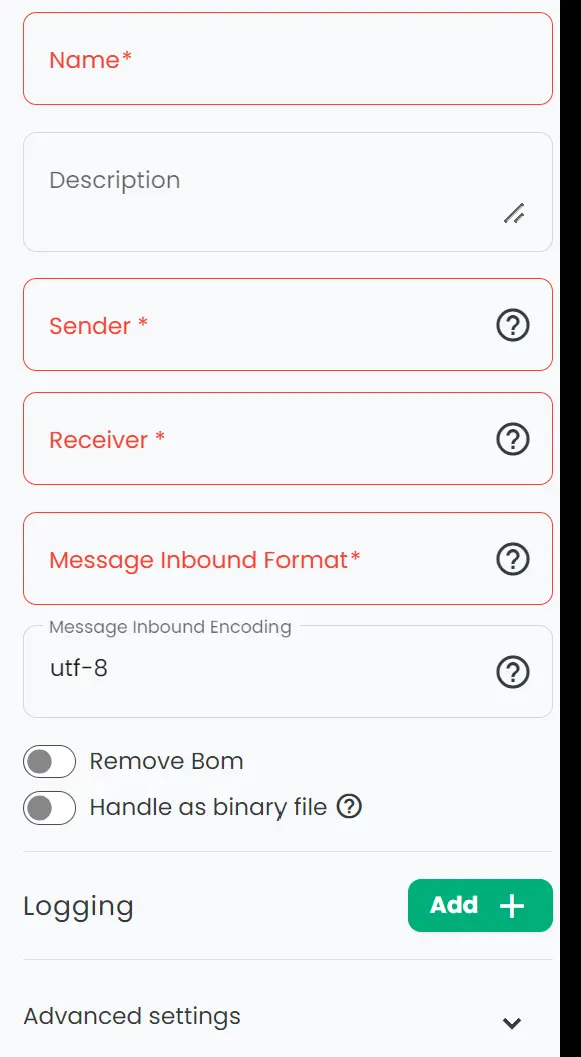 Name*
Description
Sender *
Receiver *
Message Inbound Format*
Message Inbound Encoding
utf-8
Remove Bom
Handle as binary file
Logging
Add
Advanced settings